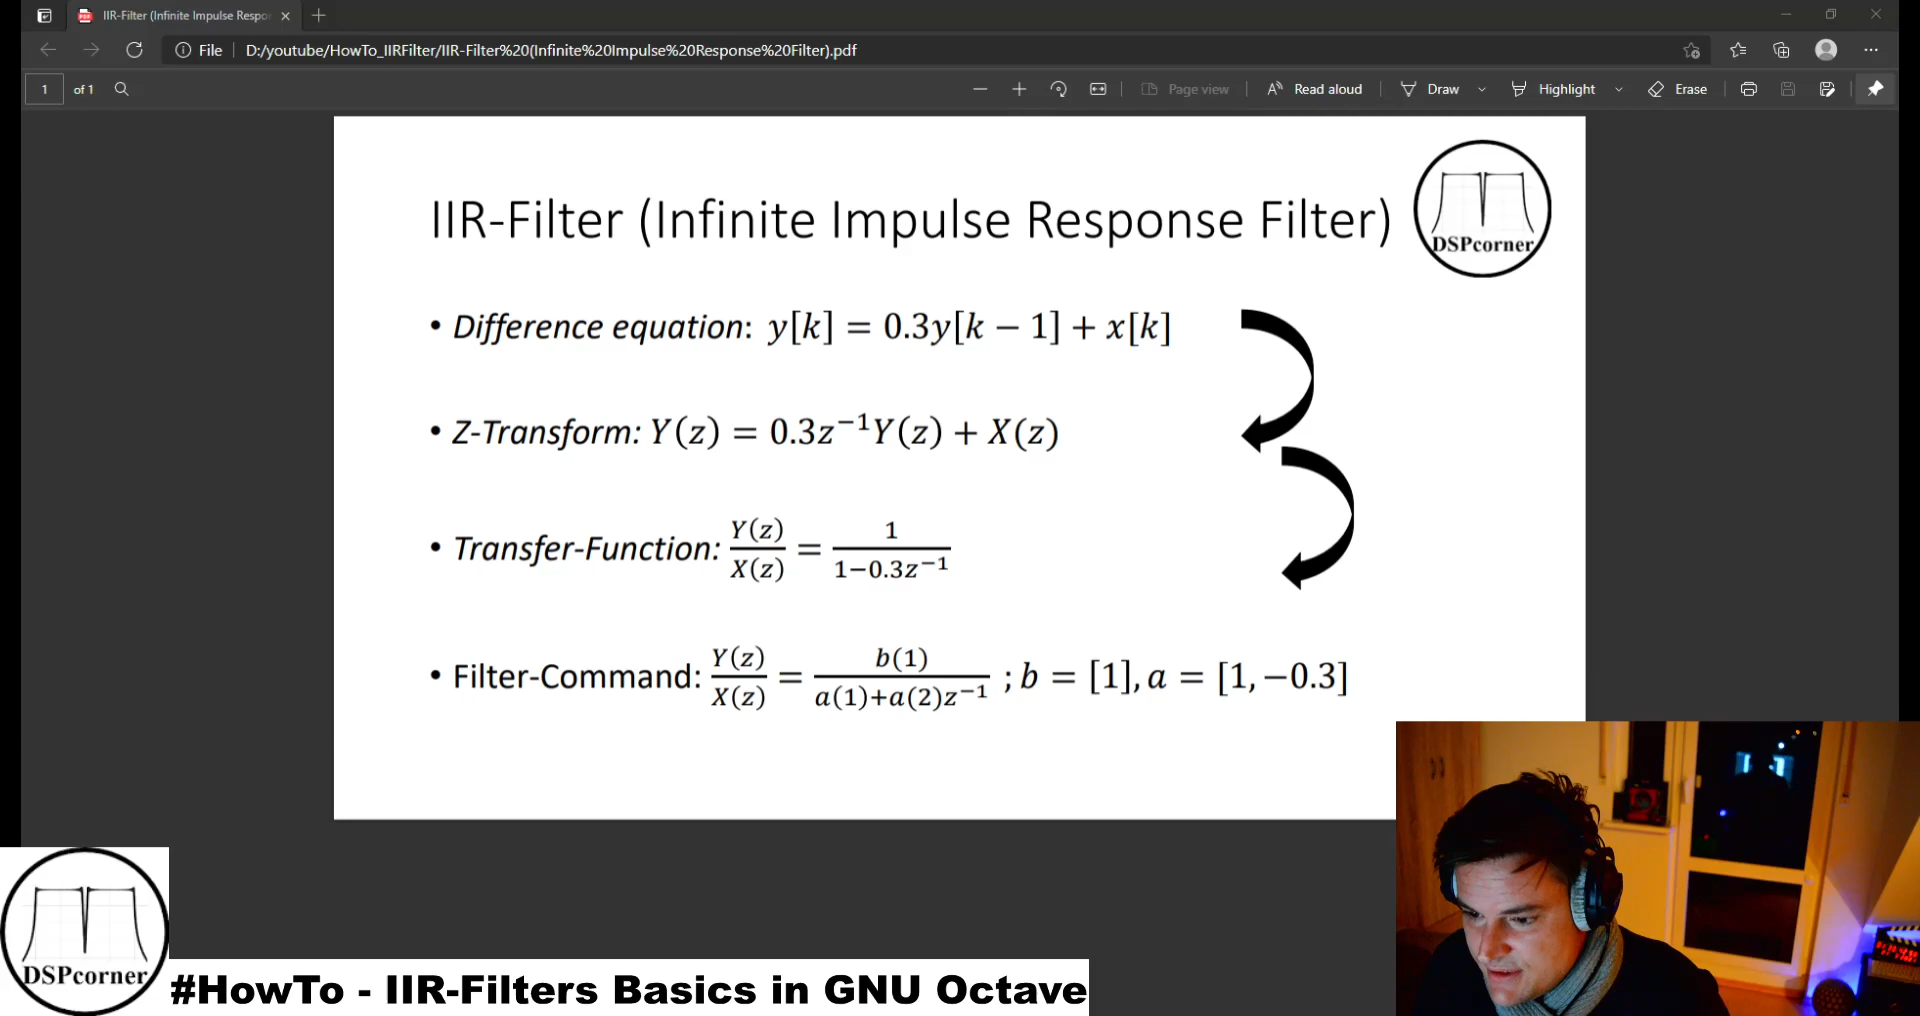 IIR-Filter (Infinite Impulse Respo
File D:/youtube/HowTo_IIRFilter/IIR-Filter%20(Infinite%20Impulse%20Response%20Filter).pdf
1 of 1 Page view Read aloud Draw Highlight Erase
IIR-Filter (Infinite Impulse Response Filter)
DSPcorner
• Difference equation: y[k] = 0.3y[k − 1] + x[k]
• Z-Transform: Y(z) = 0.3z⁻¹Y(z) + X(z)
• Transfer-Function: Y(z)/X(z) = 1/(1−0.3z⁻¹)
• Filter-Command: Y(z)/X(z) = b(1)/(a(1)+a(2)z⁻¹) ; b = [1], a = [1, −0.3]
DSPcorner
#HowTo - IIR-Filters Basics in GNU Octave